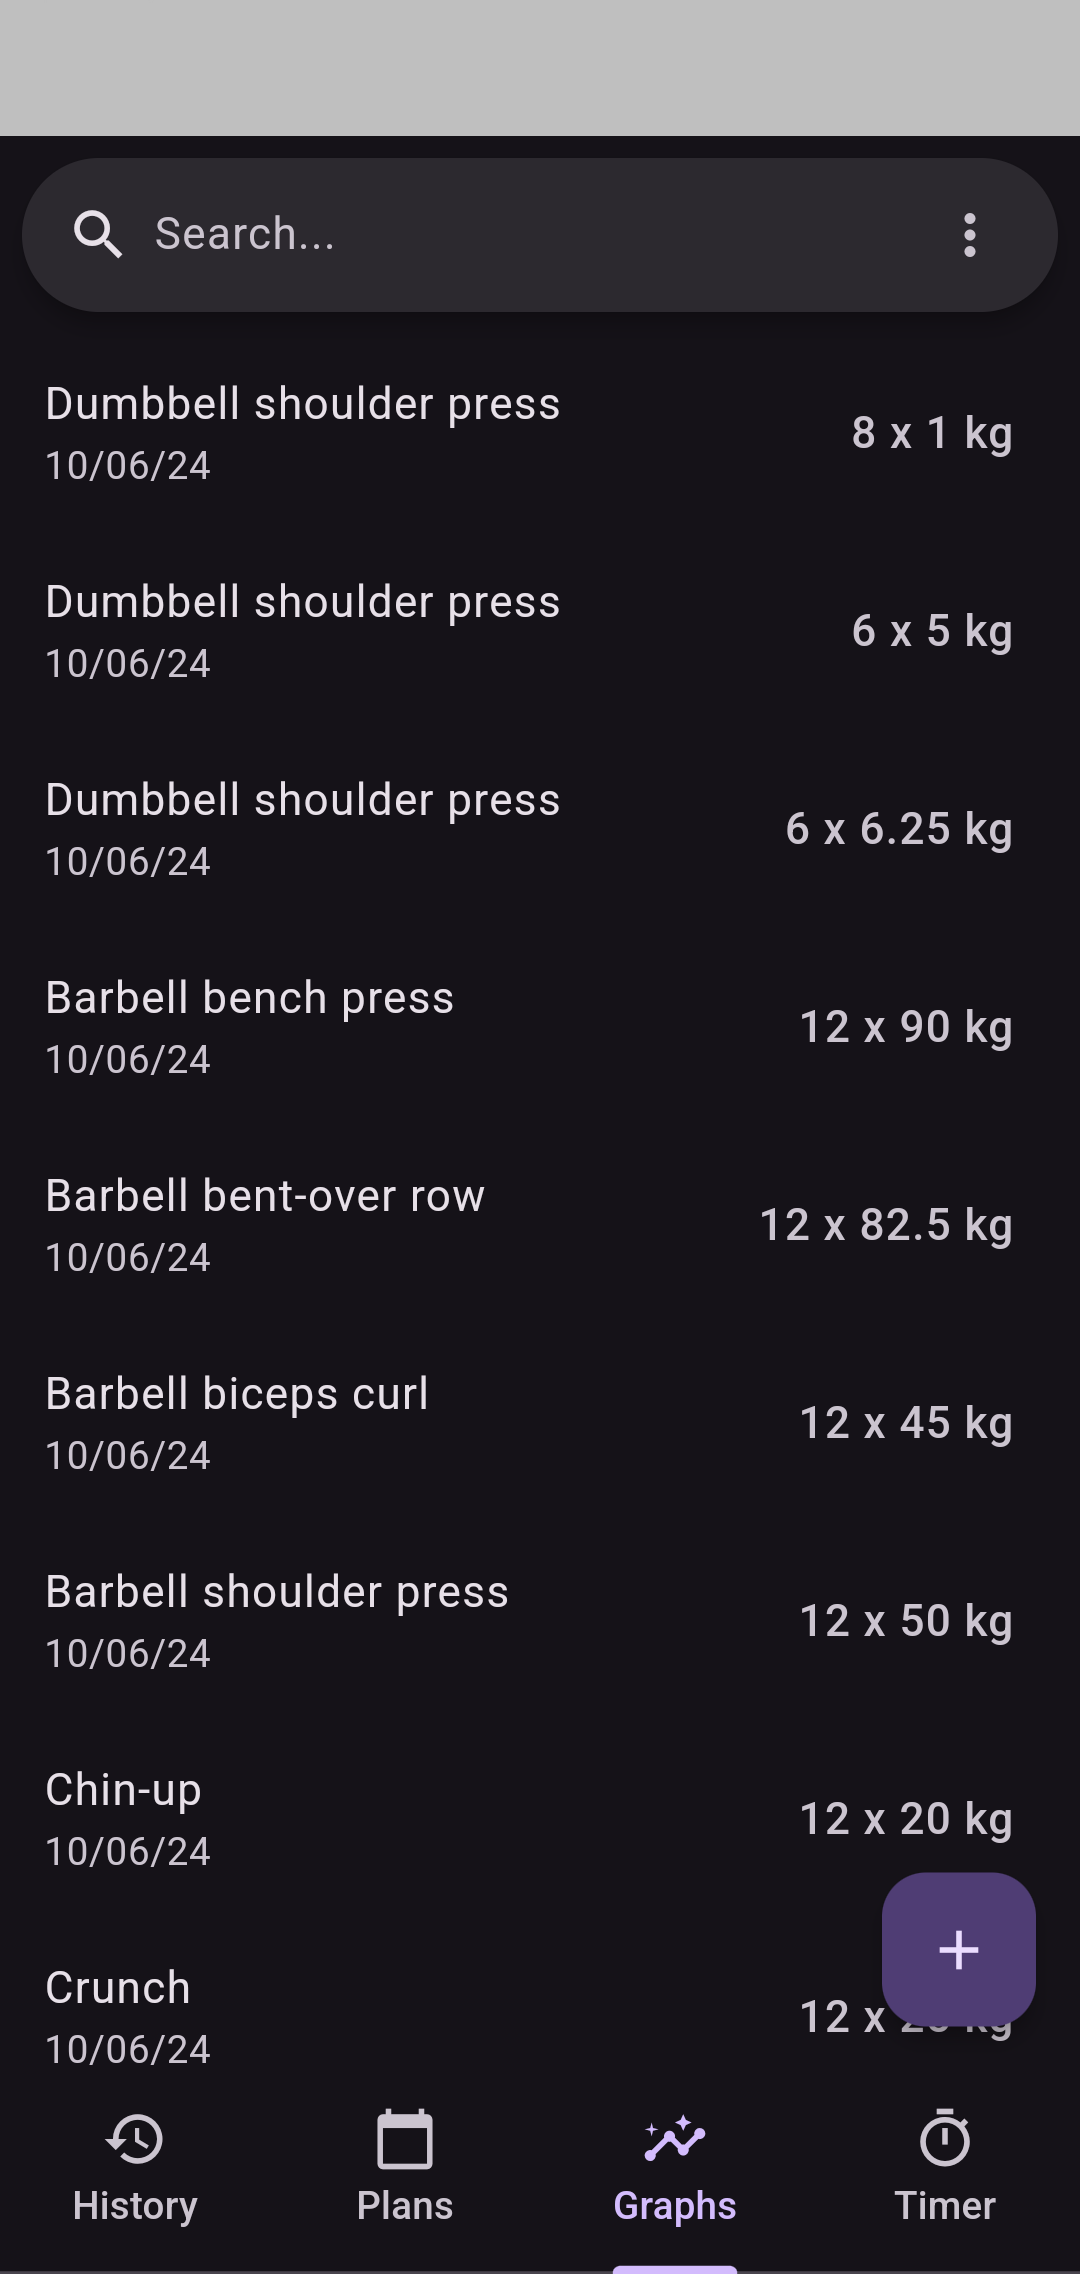 Search...
Dumbbell shoulder press
10/06/24
8 x 1 kg
Dumbbell shoulder press
10/06/24
6 x 5 kg
Dumbbell shoulder press
10/06/24
6 x 6.25 kg
Barbell bench press
10/06/24
12 x 90 kg
Barbell bent-over row
10/06/24
12 x 82.5 kg
Barbell biceps curl
10/06/24
12 x 45 kg
Barbell shoulder press
10/06/24
12 x 50 kg
Chin-up
10/06/24
12 x 20 kg
Crunch
10/06/24
12 x kg
History
Plans
Graphs
Timer